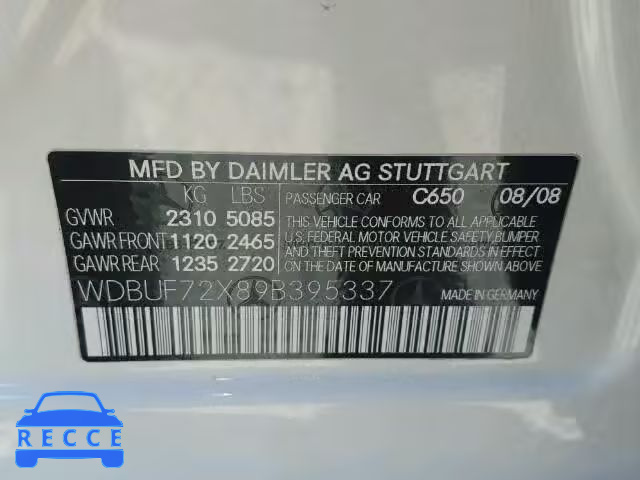 MFD BY DAIMLER AG STUTTGART
KG LBS PASSENGER CAR C650 08/08
GVWR 2310 5085 THIS VEHICLE CONFORMS TO ALL APPLICABLE
GAWR FRONT 1120 2465 U.S. FEDERAL MOTOR VEHICLE SAFETY, BUMPER
GAWR REAR 1235 2720 AND THEFT PREVENTION STANDARDS IN EFFECT
ON THE DATE OF MANUFACTURE SHOWN ABOVE.
WDBUF72X89B395337 MADE IN GERMANY
RECCE